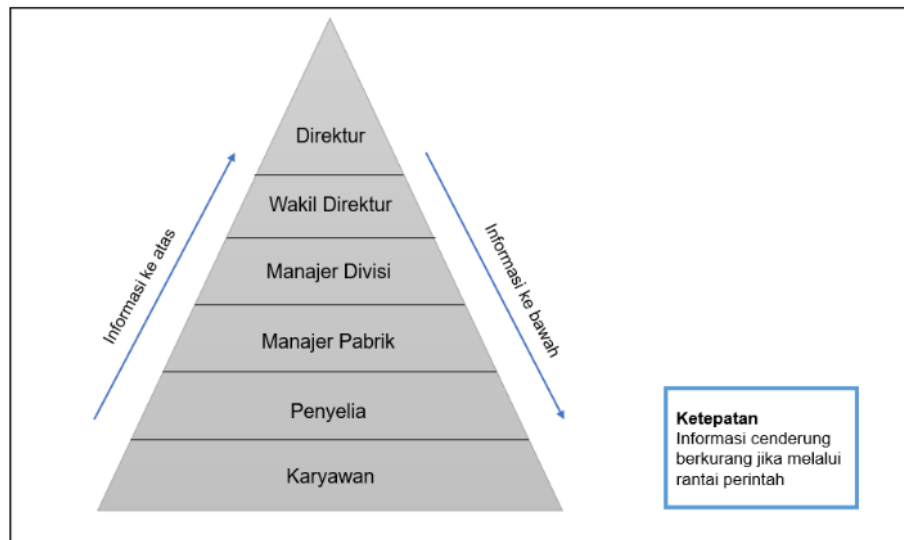 Direktur
Wakil Direktur
Manajer Divisi
Manajer Pabrik
Penyelia
Karyawan
Informasi ke atas
Informasi ke bawah
Ketepatan
Informasi cenderung
berkurang jika melalui
rantai perintah